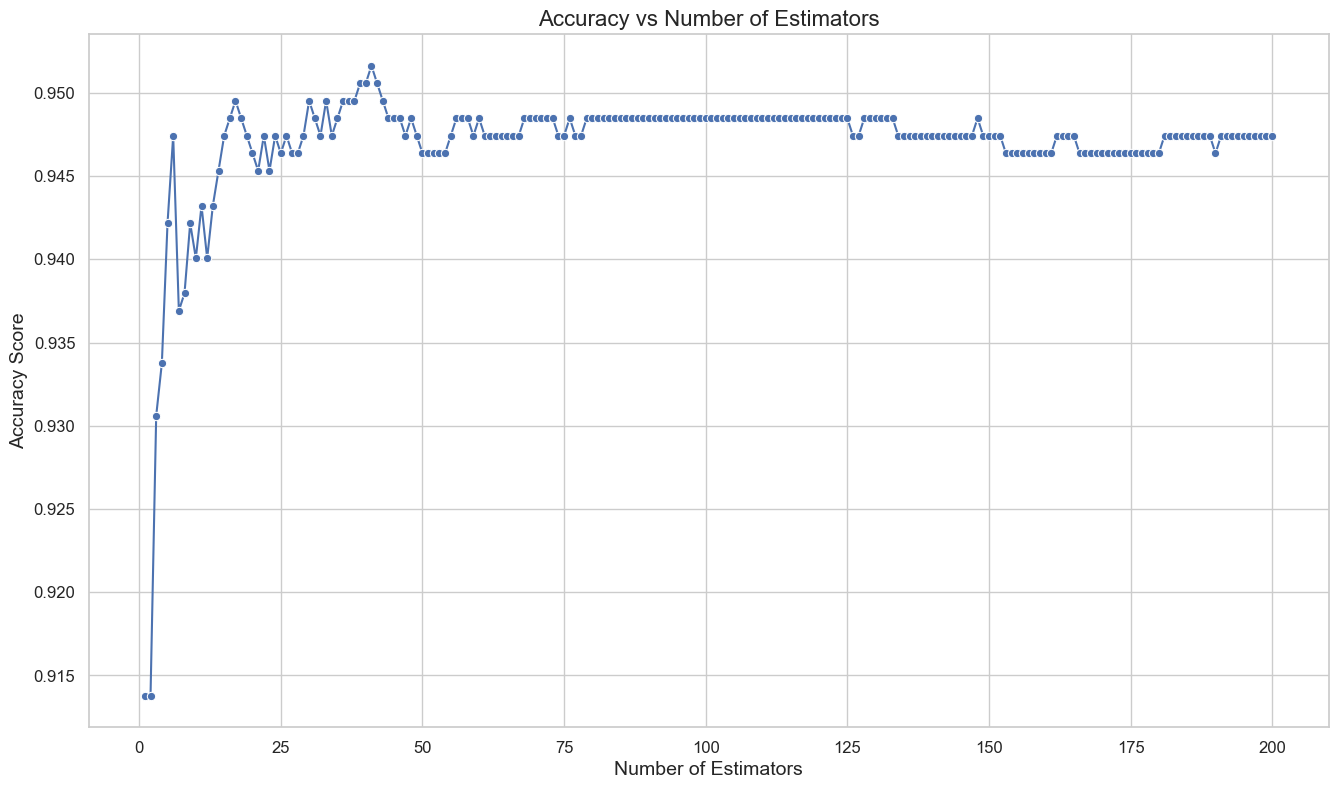 Accuracy vs Number of Estimators
Accuracy Score
0.950
0.945
0.940
0.935
0.930
0.925
0.920
0.915
0 25 50 75 100 125 150 175 200
Number of Estimators